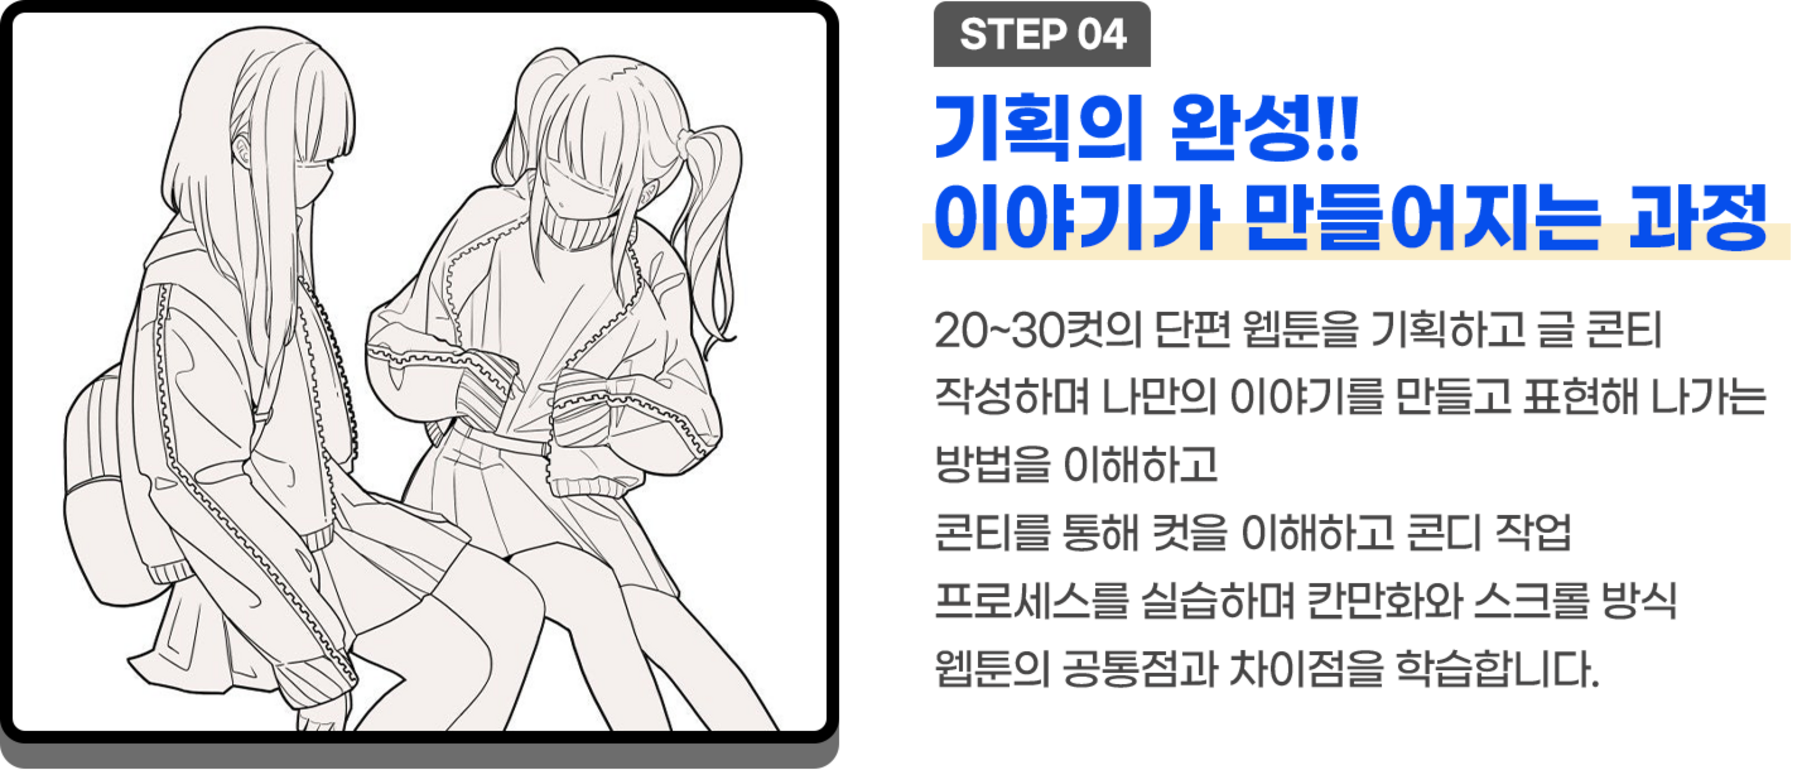 STEP 04
기획의 완성!!
이야기가 만들어지는 과정
20~30컷의 단편 웹툰을 기획하고 글 콘티
작성하며 나만의 이야기를 만들고 표현해 나가는
방법을 이해하고
콘티를 통해 컷을 이해하고 콘디 작업
프로세스를 실습하며 칸만화와 스크롤 방식
웹툰의 공통점과 차이점을 학습합니다.